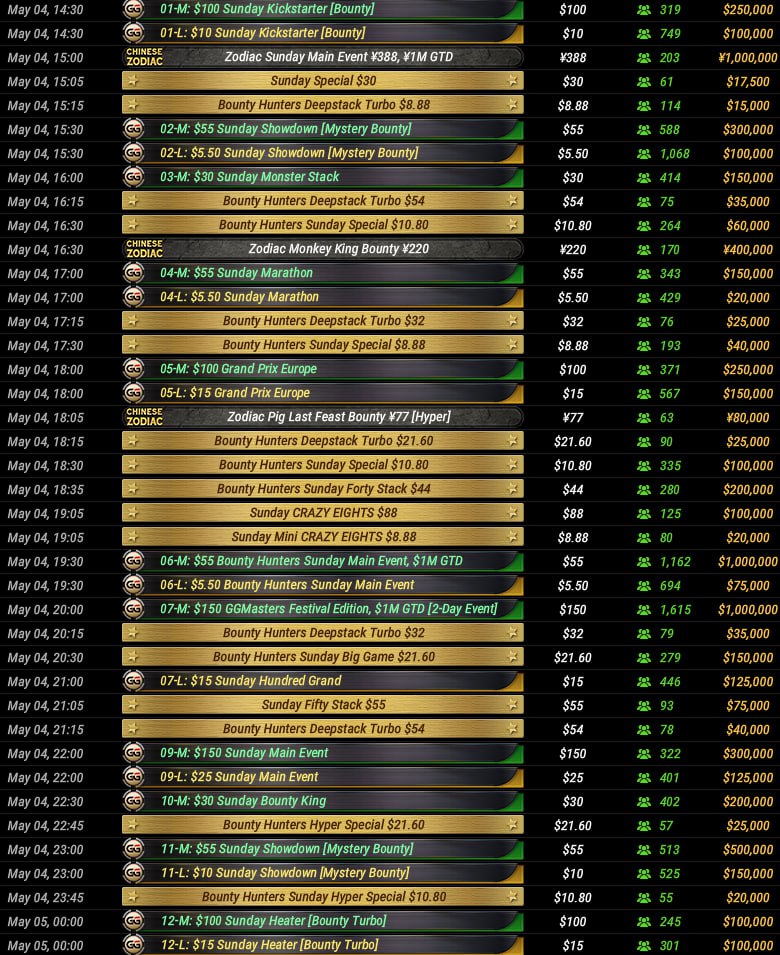 May 04, 14:30 01-M: $100 Sunday Kickstarter [Bounty] $100 319 $250,000
May 04, 14:30 01-L: $10 Sunday Kickstarter [Bounty] $10 749 $100,000
May 04, 15:00 CHINESE ZODIAC Zodiac Sunday Main Event ¥388, ¥1M GTD ¥388 203 ¥1,000,000
May 04, 15:05 Sunday Special $30 $30 61 $17,500
May 04, 15:15 Bounty Hunters Deepstack Turbo $8.88 $8.88 114 $15,000
May 04, 15:30 GG 02-M: $55 Sunday Showdown [Mystery Bounty] $55 588 $300,000
May 04, 15:30 GG 02-L: $5.50 Sunday Showdown [Mystery Bounty] $5.50 1,068 $100,000
May 04, 16:00 GG 03-M: $30 Sunday Monster Stack $30 414 $150,000
May 04, 16:15 Bounty Hunters Deepstack Turbo $54 $54 75 $35,000
May 04, 16:30 Bounty Hunters Sunday Special $10.80 $10.80 264 $60,000
May 04, 16:30 CHINESE ZODIAC Zodiac Monkey King Bounty ¥220 ¥220 170 ¥400,000
May 04, 17:00 GG 04-M: $55 Sunday Marathon $55 343 $150,000
May 04, 17:00 GG 04-L: $5.50 Sunday Marathon $5.50 429 $20,000
May 04, 17:15 Bounty Hunters Deepstack Turbo $32 $32 76 $25,000
May 04, 17:30 Bounty Hunters Sunday Special $8.88 $8.88 193 $40,000
May 04, 18:00 GG 05-M: $100 Grand Prix Europe $100 371 $250,000
May 04, 18:00 GG 05-L: $15 Grand Prix Europe $15 567 $150,000
May 04, 18:05 CHINESE ZODIAC Zodiac Pig Last Feast Bounty ¥77 [Hyper] ¥77 63 ¥80,000
May 04, 18:15 Bounty Hunters Deepstack Turbo $21.60 $21.60 90 $25,000
May 04, 18:30 Bounty Hunters Sunday Special $10.80 $10.80 335 $100,000
May 04, 18:35 Bounty Hunters Sunday Forty Stack $44 $44 280 $200,000
May 04, 19:05 Sunday CRAZY EIGHTS $88 $88 125 $100,000
May 04, 19:05 Sunday Mini CRAZY EIGHTS $8.88 $8.88 80 $20,000
May 04, 19:30 GG 06-M: $55 Bounty Hunters Sunday Main Event, $1M GTD $55 1,162 $1,000,000
May 04, 19:30 GG 06-L: $5.50 Bounty Hunters Sunday Main Event $5.50 694 $75,000
May 04, 20:00 GG 07-M: $150 GGMasters Festival Edition, $1M GTD [2-Day Event] $150 1,615 $1,000,000
May 04, 20:15 Bounty Hunters Deepstack Turbo $32 $32 79 $35,000
May 04, 20:30 Bounty Hunters Sunday Big Game $21.60 $21.60 279 $150,000
May 04, 21:00 GG 07-L: $15 Sunday Hundred Grand $15 446 $125,000
May 04, 21:05 Sunday Fifty Stack $55 $55 93 $75,000
May 04, 21:15 Bounty Hunters Deepstack Turbo $54 $54 78 $40,000
May 04, 22:00 GG 09-M: $150 Sunday Main Event $150 322 $300,000
May 04, 22:00 GG 09-L: $25 Sunday Main Event $25 401 $125,000
May 04, 22:30 GG 10-M: $30 Sunday Bounty King $30 402 $200,000
May 04, 22:45 Bounty Hunters Hyper Special $21.60 $21.60 57 $25,000
May 04, 23:00 GG 11-M: $55 Sunday Showdown [Mystery Bounty] $55 513 $500,000
May 04, 23:00 GG 11-L: $10 Sunday Showdown [Mystery Bounty] $10 525 $150,000
May 04, 23:45 Bounty Hunters Sunday Hyper Special $10.80 $10.80 55 $20,000
May 05, 00:00 GG 12-M: $100 Sunday Heater [Bounty Turbo] $100 245 $100,000
May 05, 00:00 GG 12-L: $15 Sunday Heater [Bounty Turbo] $15 301 $100,000